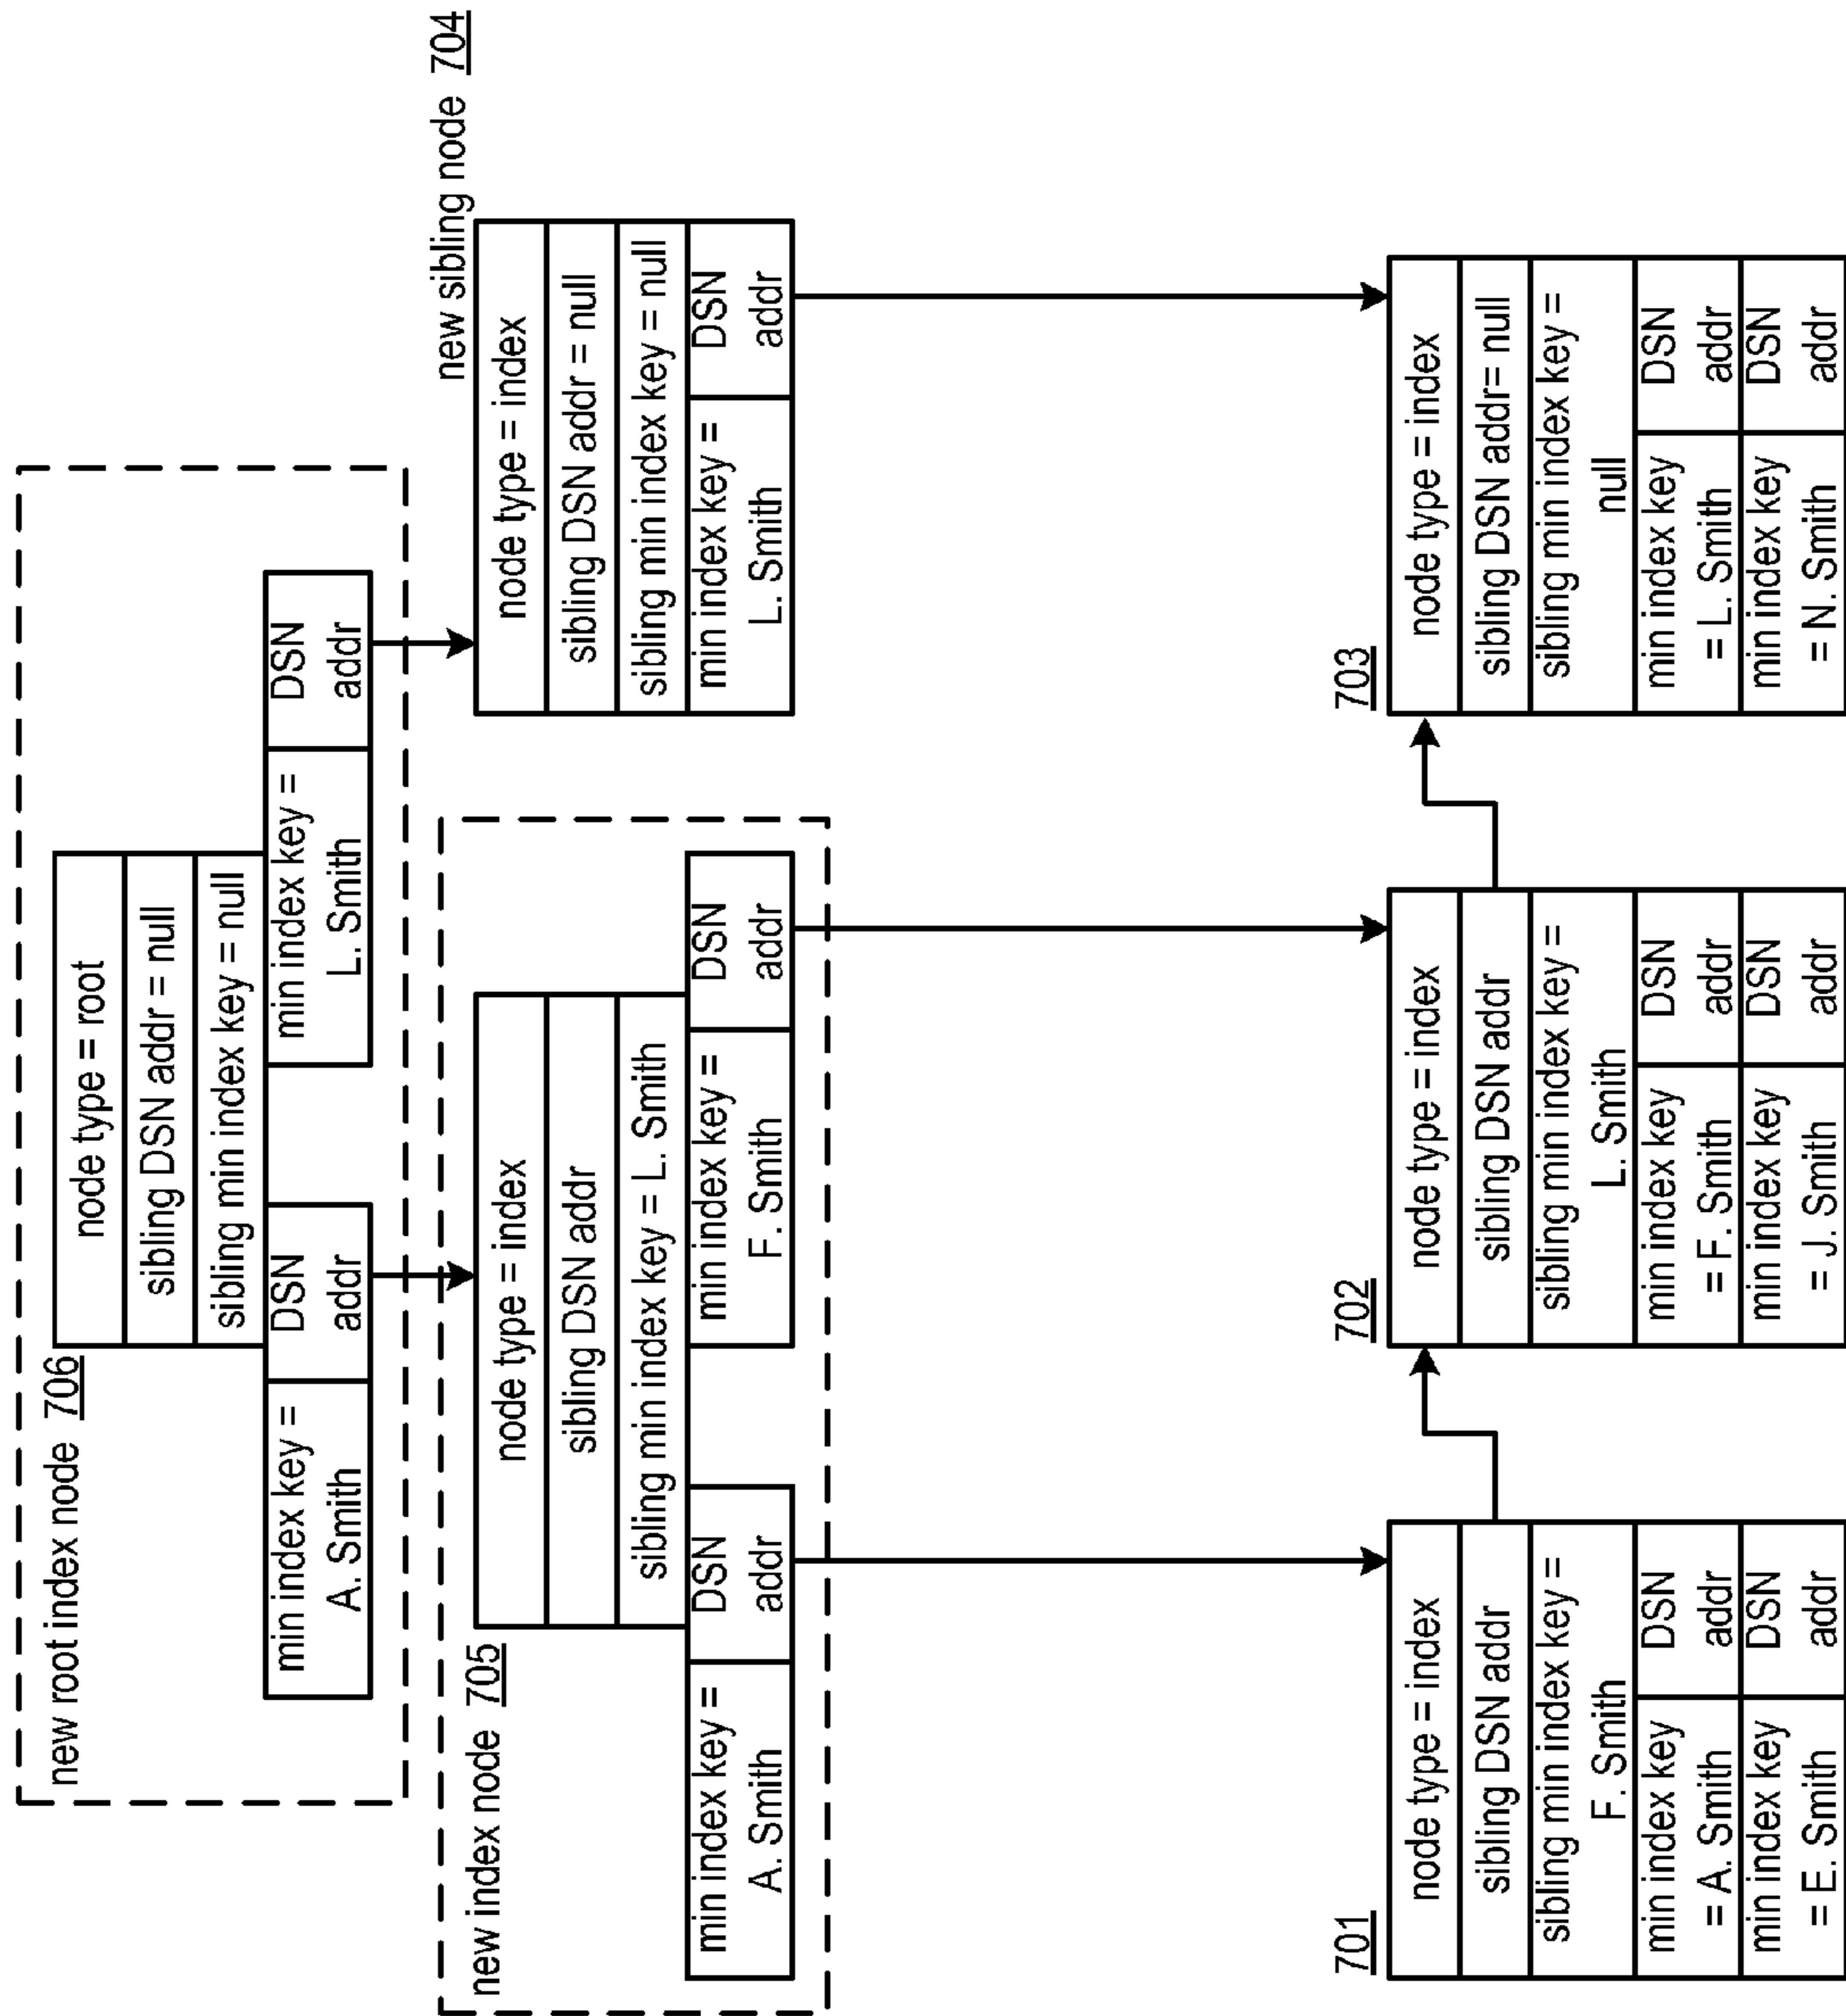 new root index node 706
node type = root
sibling DSN addr = null
sibling min index key = null
min index key =
A. Smith
DSN
addr
min index key =
L. Smith
DSN
addr
new index node 705
node type = index
sibling DSN addr
sibling min index key = L. Smith
min index key =
A. Smith
DSN
addr
min index key =
F. Smith
DSN
addr
new sibling node 704
node type = index
sibling DSN addr = null
sibling min index key = null
min index key =
L. Smith
DSN
addr
701
node type = index
sibling DSN addr
sibling min index key =
F. Smith
min index key
= A. Smith
DSN
addr
min index key
= E. Smith
DSN
addr
702
node type = index
sibling DSN addr
sibling min index key =
L. Smith
min index key
= F. Smith
DSN
addr
min index key
= J. Smith
DSN
addr
703
node type = index
sibling DSN addr= null
sibling min index key =
null
min index key
= L. Smith
DSN
addr
min index key
= N. Smith
DSN
addr